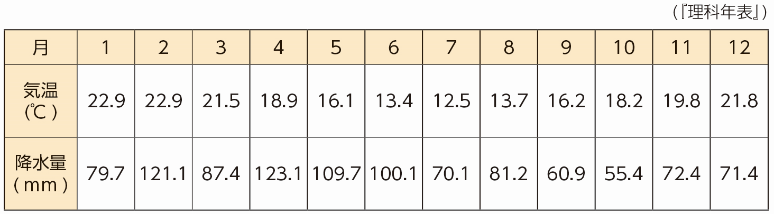 (『理科年表』)
月 1 2 3 4 5 6 7 8 9 10 11 12
気温
(℃) 22.9 22.9 21.5 18.9 16.1 13.4 12.5 13.7 16.2 18.2 19.8 21.8
降水量
(mm) 79.7 121.1 87.4 123.1 109.7 100.1 70.1 81.2 60.9 55.4 72.4 71.4